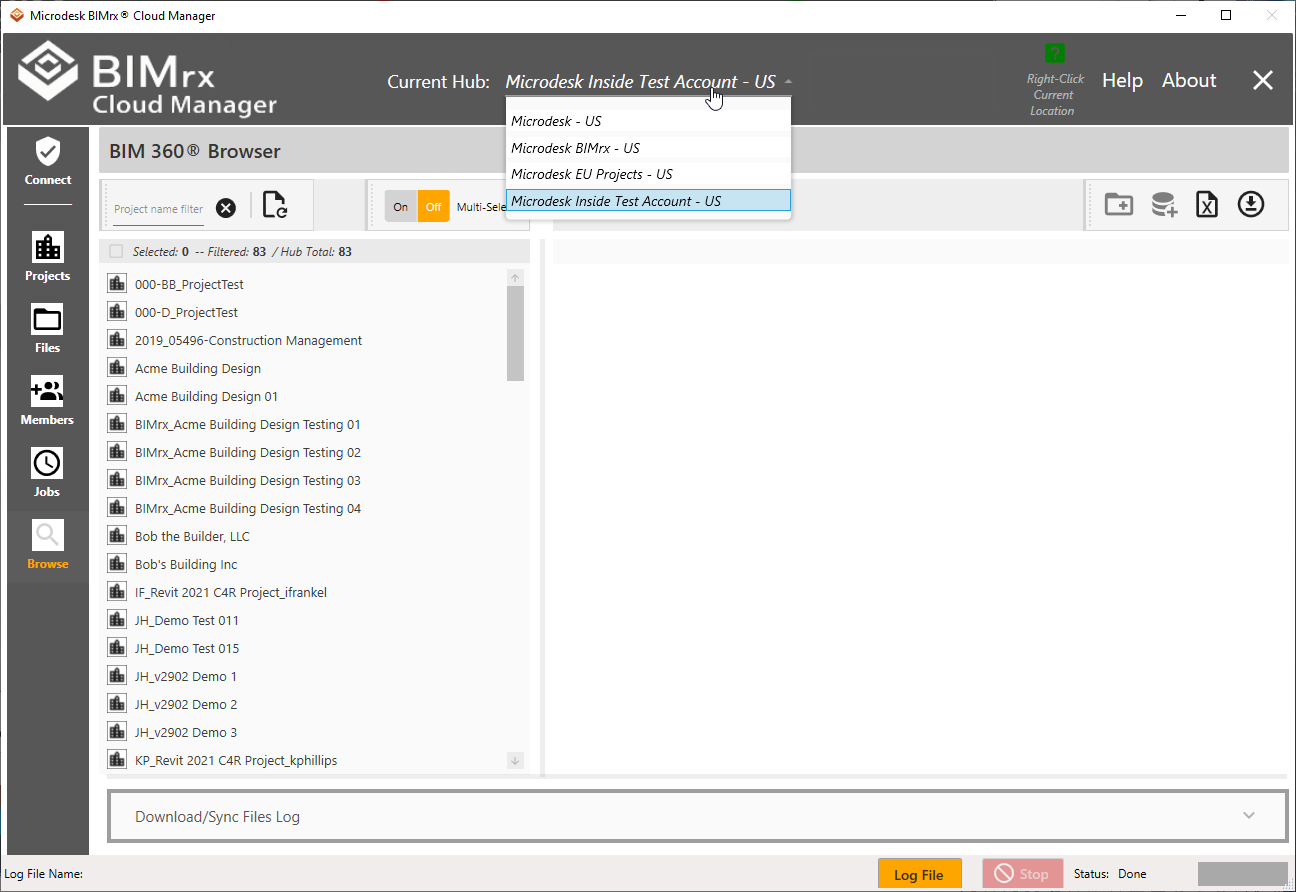 Microdesk BIMrx® Cloud Manager
BIMrx
Cloud Manager
Current Hub: Microdesk Inside Test Account - US
?
Right-Click
Current
Location
Help About
Microdesk - US
Microdesk BIMrx - US
Microdesk EU Projects - US
Microdesk Inside Test Account - US
Connect
Projects
Files
Members
Jobs
Browse
BIM 360® Browser
Project name filter
On Off Multi-Sele
Selected: 0 -- Filtered: 83 / Hub Total: 83
000-BB_ProjectTest
000-D_ProjectTest
2019_05496-Construction Management
Acme Building Design
Acme Building Design 01
BIMrx_Acme Building Design Testing 01
BIMrx_Acme Building Design Testing 02
BIMrx_Acme Building Design Testing 03
BIMrx_Acme Building Design Testing 04
Bob the Builder, LLC
Bob's Building Inc
IF_Revit 2021 C4R Project_ifrankel
JH_Demo Test 011
JH_Demo Test 015
JH_v2902 Demo 1
JH_v2902 Demo 2
JH_v2902 Demo 3
KP_Revit 2021 C4R Project_kphillips
Download/Sync Files Log
Log File Name:
Log File
Stop
Status: Done